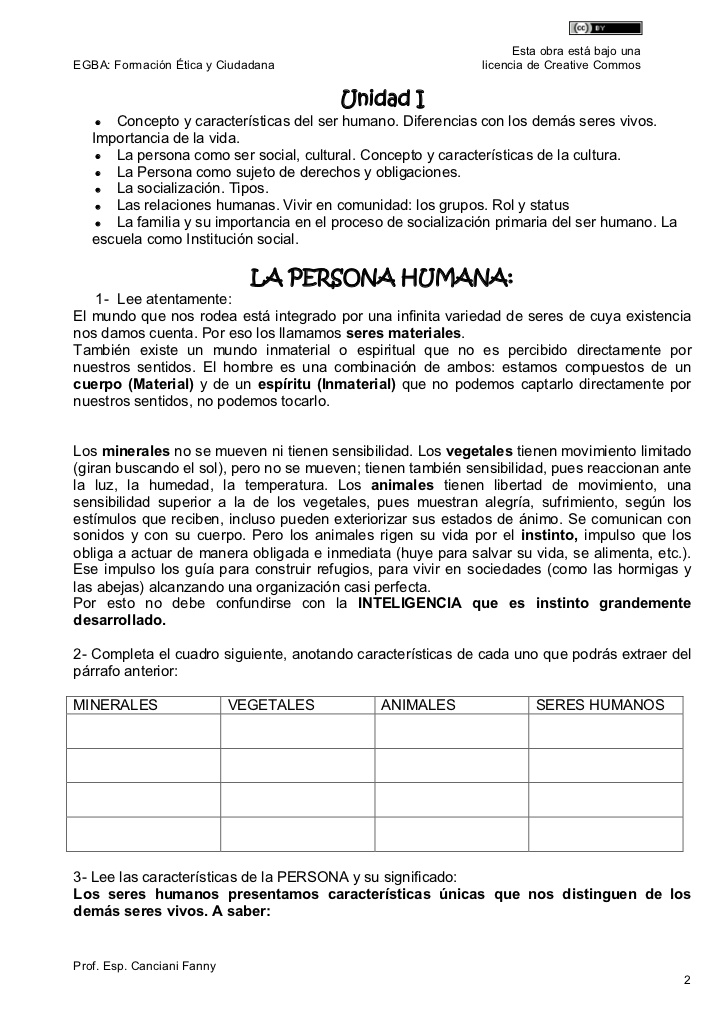 (cc) BY
Esta obra está bajo una
EGBA: Formación Ética y Ciudadana licencia de Creative Commos
Unidad I
• Concepto y características del ser humano. Diferencias con los demás seres vivos.
Importancia de la vida.
• La persona como ser social, cultural. Concepto y características de la cultura.
• La Persona como sujeto de derechos y obligaciones.
• La socialización. Tipos.
• Las relaciones humanas. Vivir en comunidad: los grupos. Rol y status
• La familia y su importancia en el proceso de socialización primaria del ser humano. La
escuela como Institución social.
LA PERSONA HUMANA:
1- Lee atentamente:
El mundo que nos rodea está integrado por una infinita variedad de seres de cuya existencia
nos damos cuenta. Por eso los llamamos seres materiales.
También existe un mundo inmaterial o espiritual que no es percibido directamente por
nuestros sentidos. El hombre es una combinación de ambos: estamos compuestos de un
cuerpo (Material) y de un espíritu (Inmaterial) que no podemos captarlo directamente por
nuestros sentidos, no podemos tocarlo.
Los minerales no se mueven ni tienen sensibilidad. Los vegetales tienen movimiento limitado
(giran buscando el sol), pero no se mueven; tienen también sensibilidad, pues reaccionan ante
la luz, la humedad, la temperatura. Los animales tienen libertad de movimiento, una
sensibilidad superior a la de los vegetales, pues muestran alegría, sufrimiento, según los
estímulos que reciben, incluso pueden exteriorizar sus estados de ánimo. Se comunican con
sonidos y con su cuerpo. Pero los animales rigen su vida por el instinto, impulso que los
obliga a actuar de manera obligada e inmediata (huye para salvar su vida, se alimenta, etc.).
Ese impulso los guía para construir refugios, para vivir en sociedades (como las hormigas y
las abejas) alcanzando una organización casi perfecta.
Por esto no debe confundirse con la INTELIGENCIA que es instinto grandemente
desarrollado.
2- Completa el cuadro siguiente, anotando características de cada uno que podrás extraer del
párrafo anterior:
MINERALES VEGETALES ANIMALES SERES HUMANOS
3- Lee las características de la PERSONA y su significado:
Los seres humanos presentamos características únicas que nos distinguen de los
demás seres vivos. A saber:
Prof. Esp. Canciani Fanny
2